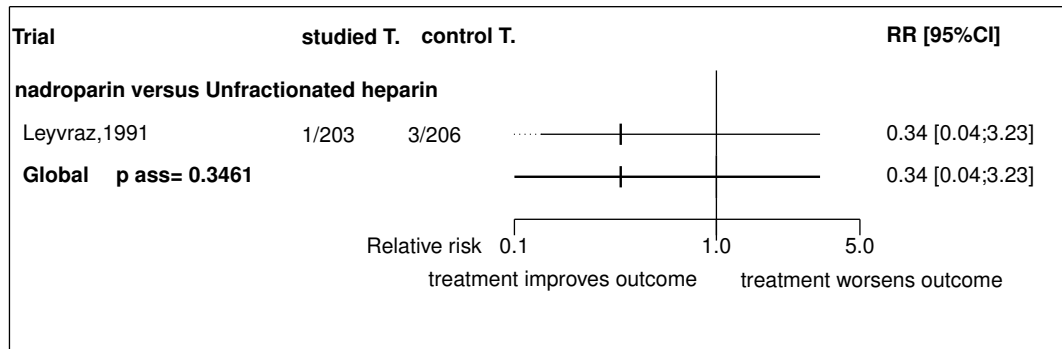 Trial studied T. control T. RR [95%CI]
nadroparin versus Unfractionated heparin
Leyvraz,1991 1/203 3/206 0.34 [0.04;3.23]
Global p ass= 0.3461 0.34 [0.04;3.23]
Relative risk 0.1 1.0 5.0
treatment improves outcome treatment worsens outcome